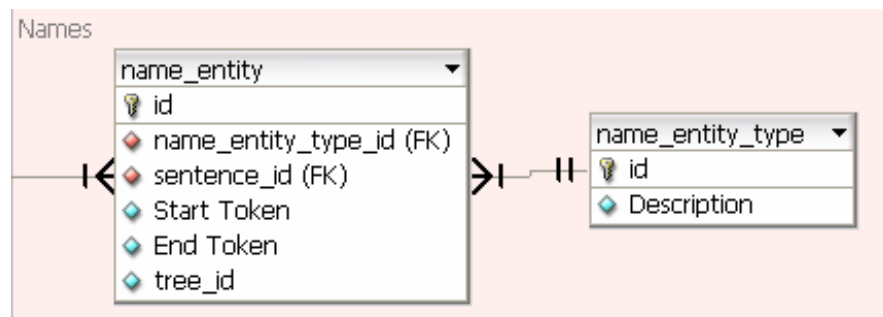 Names
name_entity
id
name_entity_type_id (FK)
sentence_id (FK)
Start Token
End Token
tree_id
name_entity_type
id
Description